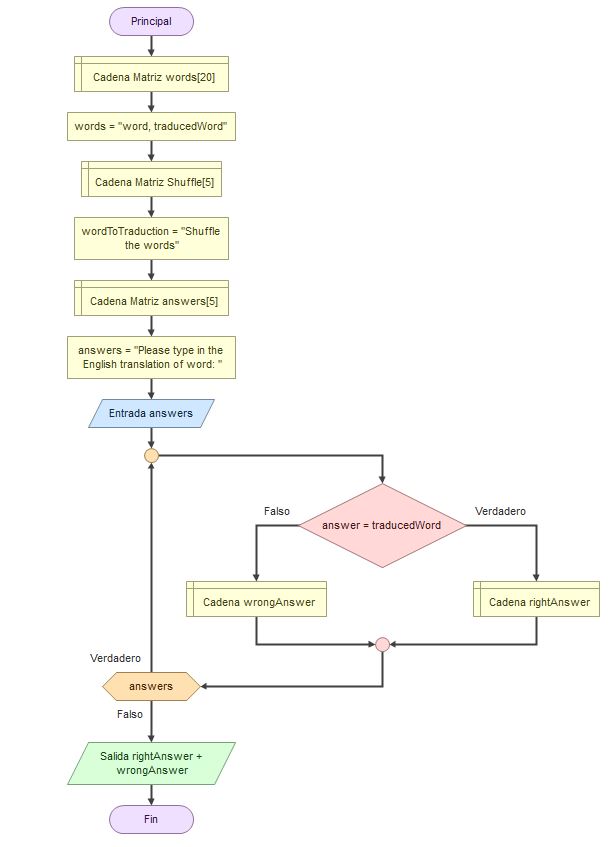 Principal
Cadena Matriz words[20]
words = "word, traducedWord"
Cadena Matriz Shuffle[5]
wordToTraduction = "Shuffle
the words"
Cadena Matriz answers[5]
answers = "Please type in the
English translation of word: "
Entrada answers
Falso
Verdadero
answer = traducedWord
Cadena wrongAnswer
Cadena rightAnswer
Verdadero
answers
Falso
Salida rightAnswer +
wrongAnswer
Fin